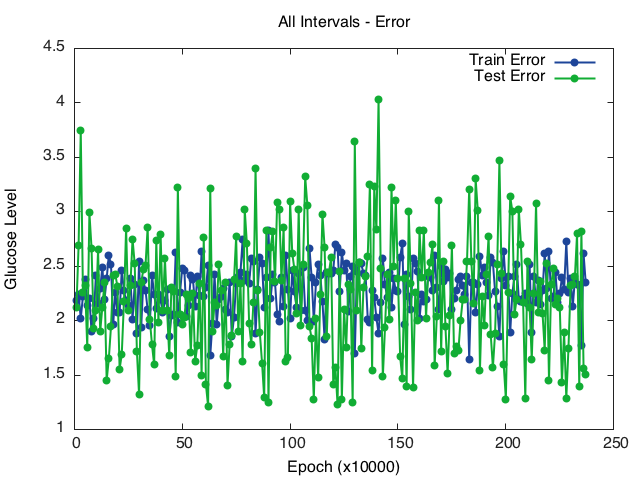 All Intervals - Error
Train Error
Test Error
Glucose Level
4.5
4
3.5
3
2.5
2
1.5
1
0
50
100
150
200
250
Epoch (x10000)